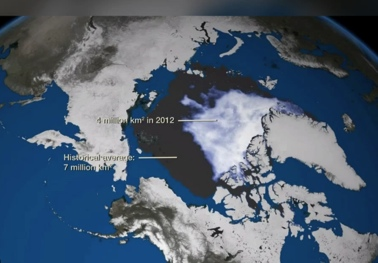 4 million km² in 2012
Historical average:
7 million km²